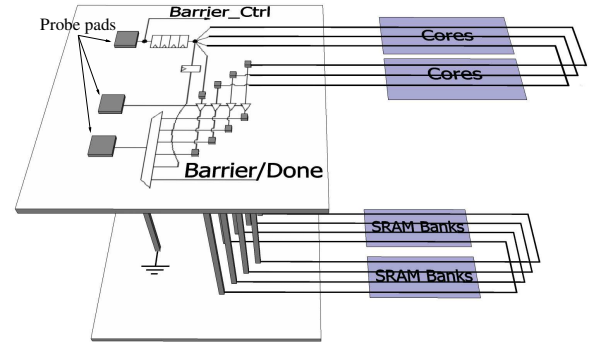 Barrier_Ctrl
Probe pads
Cores
Cores
Barrier/Done
SRAM Banks
SRAM Banks